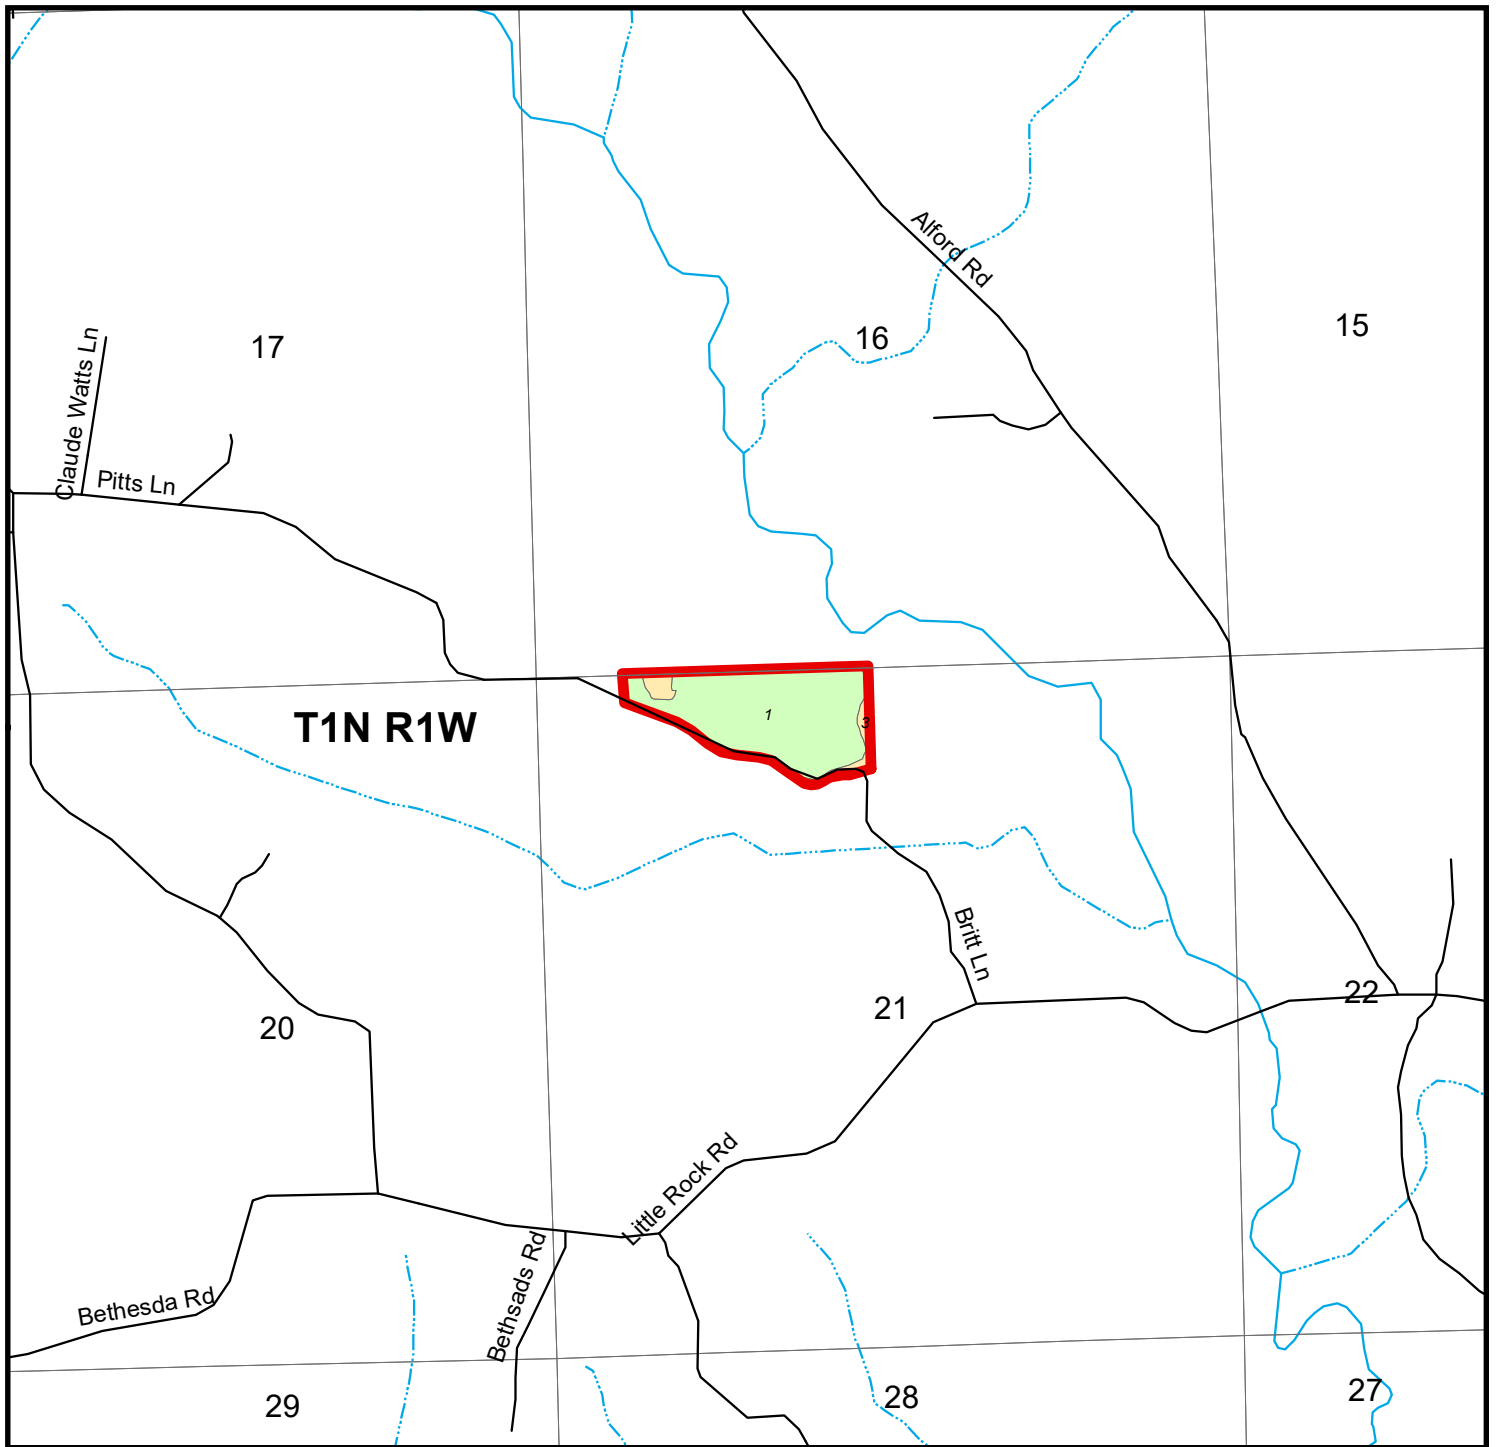 Alford Rd
15
16
17
Claude Watts Ln
Pitts Ln
T1N R1W
1
3
Britt Ln
22
21
20
Little Rock Rd
Bethsads Rd
Bethesda Rd
27
28
29